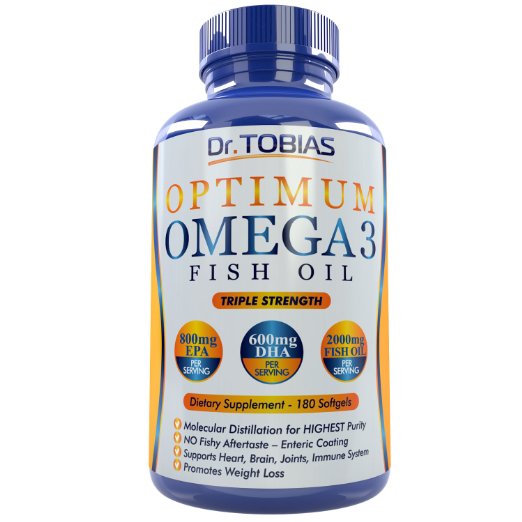 Dr. TOBIAS
OPTIMUM
OMEGA 3
FISH OIL
TRIPLE STRENGTH
800mg
EPA
PER
SERVING
600mg
DHA
PER
SERVING
2000mg
FISH OIL
PER
SERVING
Dietary Supplement - 180 Softgels
Molecular Distillation for HIGHEST Purity
NO Fishy Aftertaste – Enteric Coating
Supports Heart, Brain, Joints, Immune System
Promotes Weight Loss